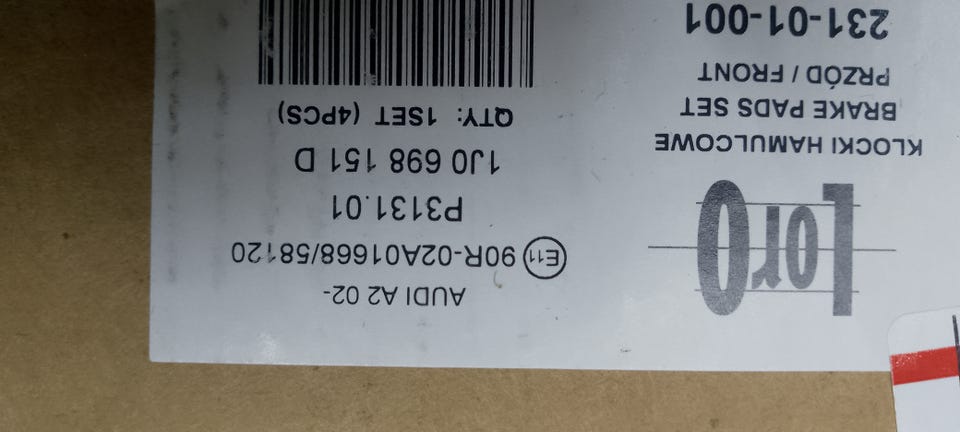 AUDI A2 02-
E11 90R-02A01668/58120
P3131.01
1J0 698 151 D
QTY: 1SET (4PCS)
LorO
KLOCKI HAMULCOWE
BRAKE PADS SET
PRZÓD / FRONT
231-01-001